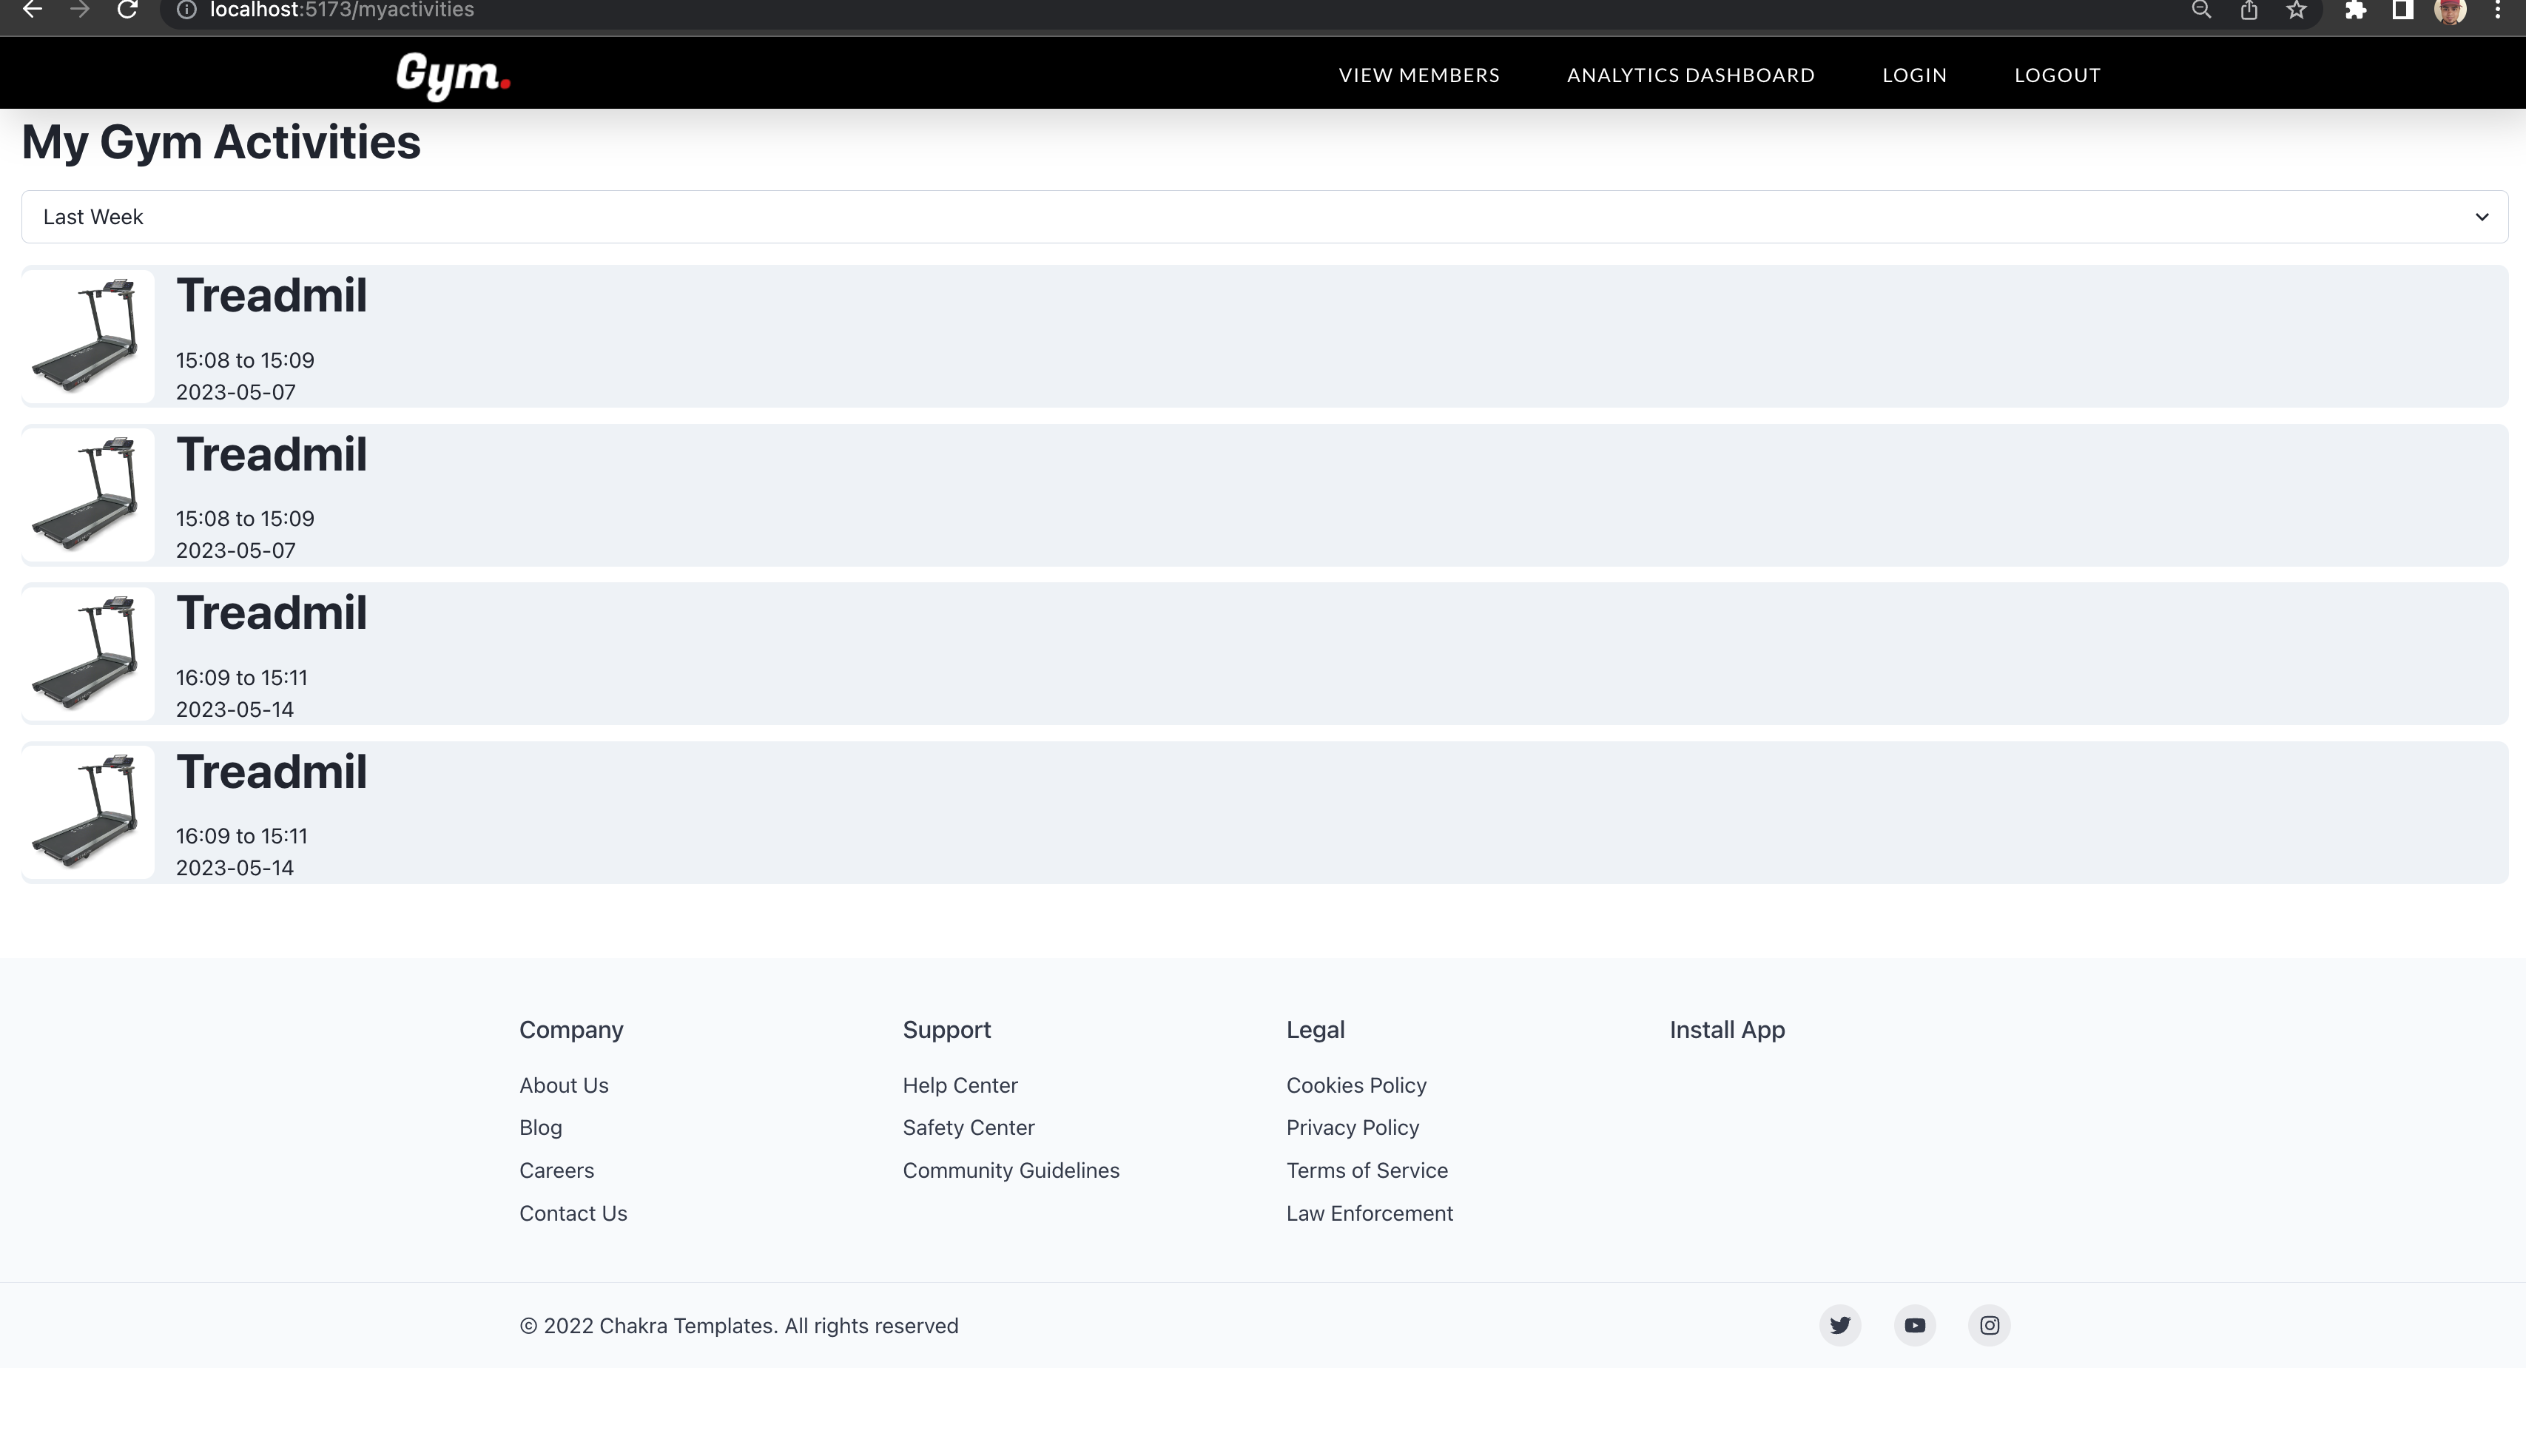 localhost:5173/myactivities
Gym.
VIEW MEMBERS
ANALYTICS DASHBOARD
LOGIN
LOGOUT
My Gym Activities
Last Week
Treadmil
15:08 to 15:09
2023-05-07
Treadmil
15:08 to 15:09
2023-05-07
Treadmil
16:09 to 15:11
2023-05-14
Treadmil
16:09 to 15:11
2023-05-14
Company
About Us
Blog
Careers
Contact Us
Support
Help Center
Safety Center
Community Guidelines
Legal
Cookies Policy
Privacy Policy
Terms of Service
Law Enforcement
Install App
© 2022 Chakra Templates. All rights reserved